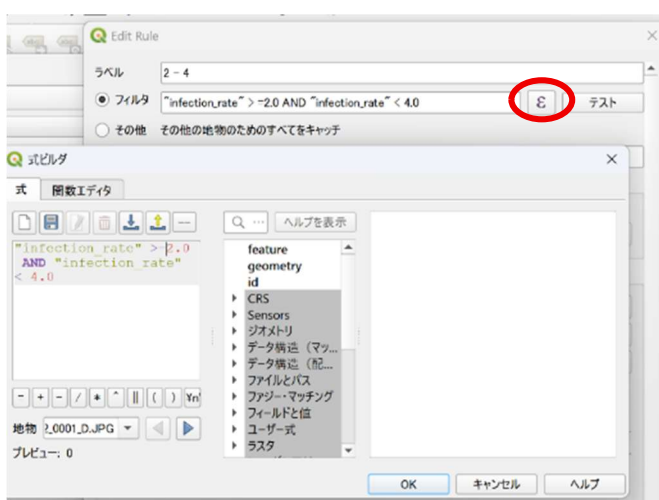 Edit Rule
ラベル 2 - 4
フィルタ "infection_rate" > =2.0 AND "infection_rate" < 4.0 ε テスト
その他 その他の地物のためのすべてをキャッチ
式ビルダ
式 関数エディタ
... ヘルプを表示
"infection_rate" >=2.0
AND "infection_rate"
< 4.0
feature
geometry
id
CRS
Sensors
ジオメトリ
データ構造（マッ...
データ構造（配...
ファイルとパス
ファジー・マッチング
フィールドと値
ユーザー式
ラスタ
= + - / * ^ || ( ) ¥n'
地物 2_0001_D.JPG
プレビュー: 0
OK キャンセル ヘルプ